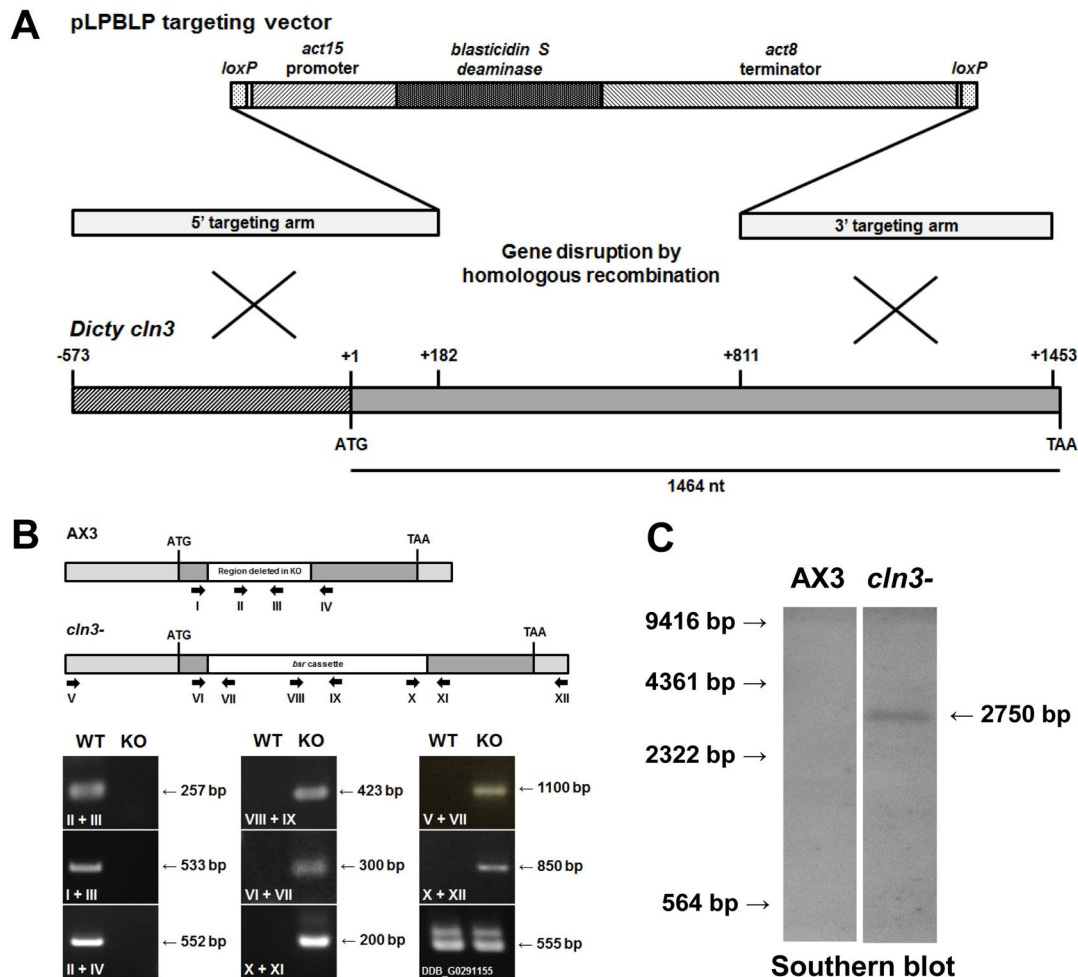 A
pLPBLP targeting vector
loxP
act15
promoter
blasticidin S
deaminase
act8
terminator
loxP
5' targeting arm
3' targeting arm
Gene disruption by
homologous recombination
Dicty cln3
-573
+1
+182
+811
+1453
ATG
TAA
1464 nt
B
AX3
ATG
TAA
Region deleted in KO
I
II
III
IV
cln3-
ATG
TAA
bsr cassette
V
VI
VII
VIII
IX
X
XI
XII
WT KO
II + III
← 257 bp
I + III
← 533 bp
II + IV
← 552 bp
WT KO
VIII + IX
← 423 bp
VI + VII
← 300 bp
X + XI
← 200 bp
WT KO
V + VII
← 1100 bp
X + XII
← 850 bp
DDB_G0291155
← 555 bp
C
AX3 cln3-
9416 bp →
4361 bp →
← 2750 bp
2322 bp →
564 bp →
Southern blot